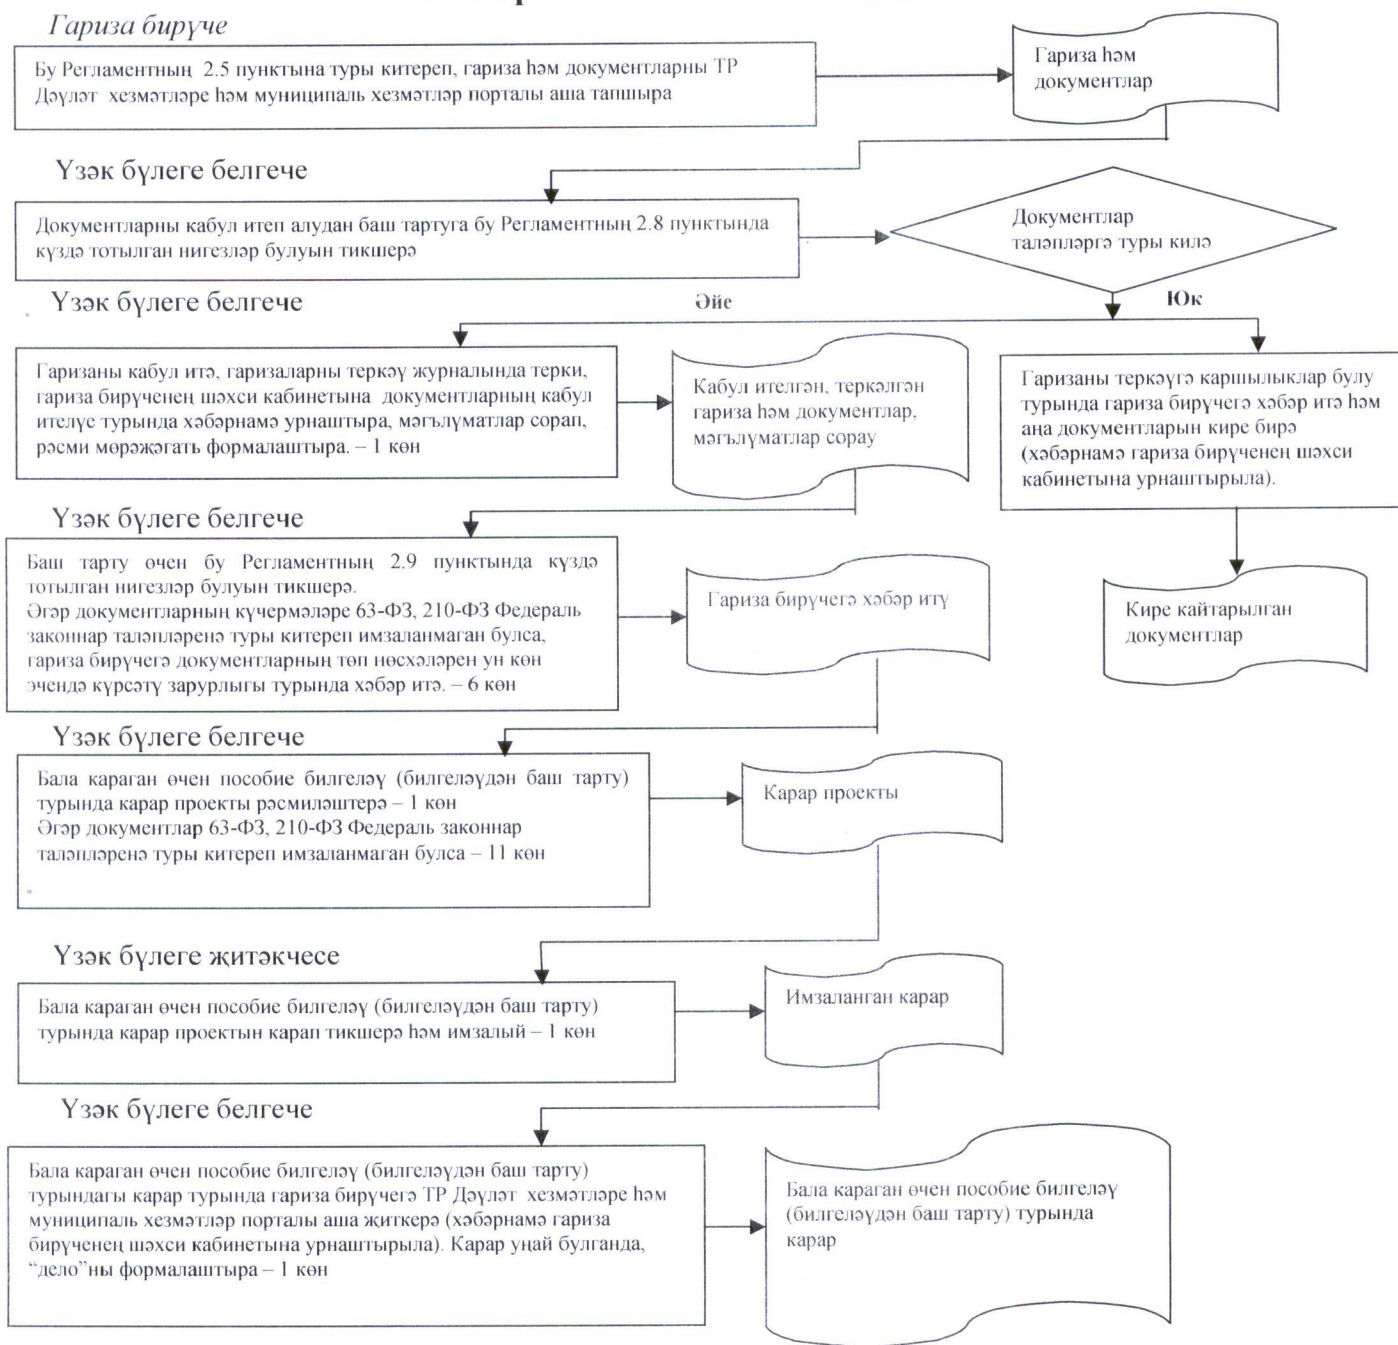 Гариза бирүче
Бу Регламентның 2.5 пунктына туры китереп, гариза һәм документларны ТР
Дәүләт хезмәтләре һәм муниципаль хезмәтләр порталы аша тапшыра
Гариза һәм
документлар
Үзәк бүлеге белгече
Документларны кабул итеп алудан баш тартуга бу Регламентның 2.8 пунктында
күздә тотылган нигезләр булуын тикшерә
Документлар
таләпләргә туры килә
Үзәк бүлеге белгече
Әйе
Юк
Гаризаны кабул итә, гаризаларны теркәү журналында терки,
гариза бирүченең шәхси кабинетына документларның кабул
ителүе турында хәбәрнамә урнаштыра, мәгълүматлар сорап,
рәсми мөрәҗәгать формалаштыра. – 1 көн
Кабул ителгән, теркәлгән
гариза һәм документлар,
мәгълүматлар сорау
Гаризаны теркәүгә каршылыклар булу
турында гариза бирүчегә хәбәр итә һәм
аңа документларын кире бирә
(хәбәрнамә гариза бирүченең шәхси
кабинетына урнаштырыла).
Үзәк бүлеге белгече
Баш тарту өчен бу Регламентның 2.9 пунктында күздә
тотылган нигезләр булуын тикшерә.
Әгәр документларның күчермәләре 63-ФЗ, 210-ФЗ Федераль
законнар таләпләренә туры китереп имзаланмаган булса,
гариза бирүчегә документларның төп нөсхәләрен ун көн
эчендә күрсәтү зарурлыгы турында хәбәр итә. – 6 көн
Гариза бирүчегә хәбәр итү
Кире кайтарылган
документлар
Үзәк бүлеге белгече
Бала караган өчен пособие билгеләү (билгеләүдән баш тарту)
турында карар проекты рәсмиләштерә – 1 көн
Әгәр документлар 63-ФЗ, 210-ФЗ Федераль законнар
таләпләренә туры китереп имзаланмаган булса – 11 көн
Карар проекты
Үзәк бүлеге җитәкчесе
Бала караган өчен пособие билгеләү (билгеләүдән баш тарту)
турында карар проектын карап тикшерә һәм имзалый – 1 көн
Имзаланган карар
Үзәк бүлеге белгече
Бала караган өчен пособие билгеләү (билгеләүдән баш тарту)
турындагы карар турында гариза бирүчегә ТР Дәүләт хезмәтләре һәм
муниципаль хезмәтләр порталы аша җиткерә (хәбәрнамә гариза
бирүченең шәхси кабинетына урнаштырыла). Карар уңай булганда,
“дело”ны формалаштыра – 1 көн
Бала караган өчен пособие билгеләү
(билгеләүдән баш тарту) турында
карар